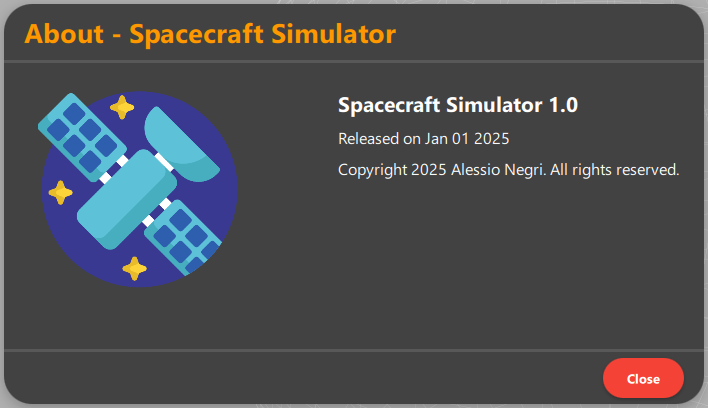 About - Spacecraft Simulator
Spacecraft Simulator 1.0
Released on Jan 01 2025
Copyright 2025 Alessio Negri. All rights reserved.
Close